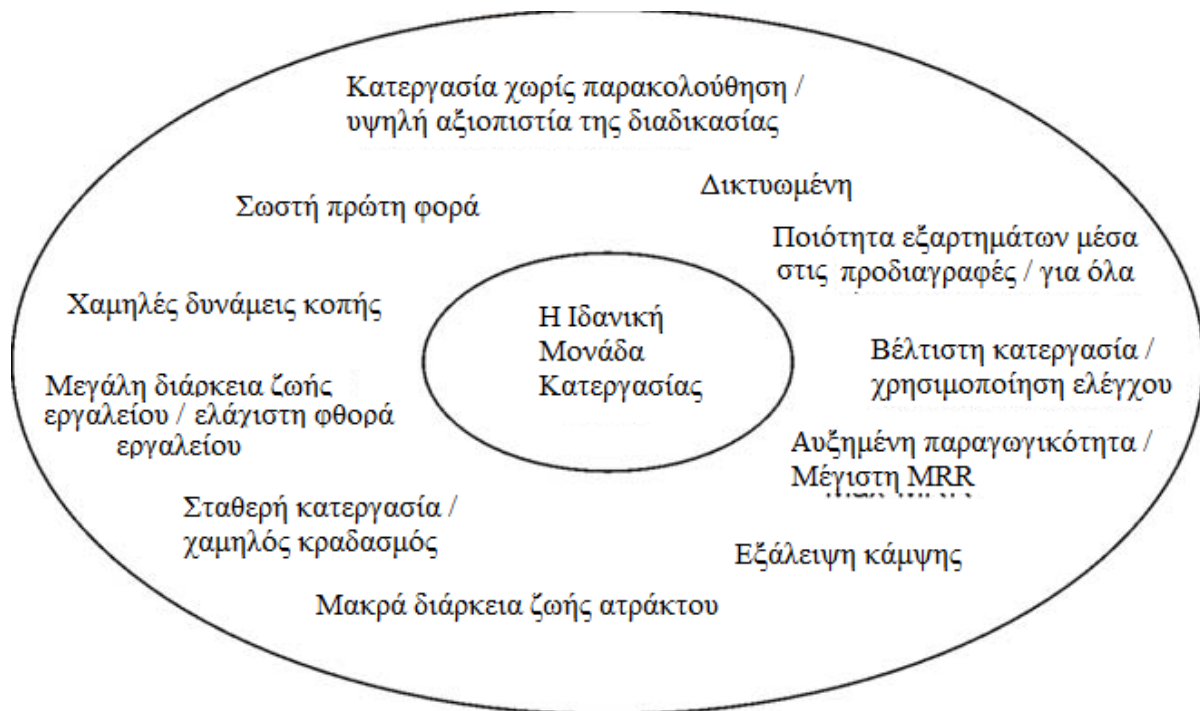 Κατεργασία χωρίς παρακολούθηση /
υψηλή αξιοπιστία της διαδικασίας
Δικτυωμένη
Σωστή πρώτη φορά
Ποιότητα εξαρτημάτων μέσα
στις προδιαγραφές / για όλα
Χαμηλές δυνάμεις κοπής
Η Ιδανική
Μονάδα
Κατεργασίας
Βέλτιστη κατεργασία /
χρησιμοποίηση ελέγχου
Μεγάλη διάρκεια ζωής
εργαλείου / ελάχιστη φθορά
εργαλείου
Αυξημένη παραγωγικότητα /
Μέγιστη MRR
Σταθερή κατεργασία /
χαμηλός κραδασμός
Εξάλειψη κάμψης
Μακρά διάρκεια ζωής ατράκτου